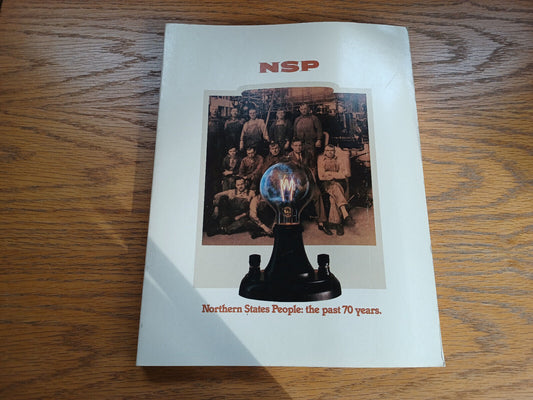 NSP
Northern States People: the past 70 years.